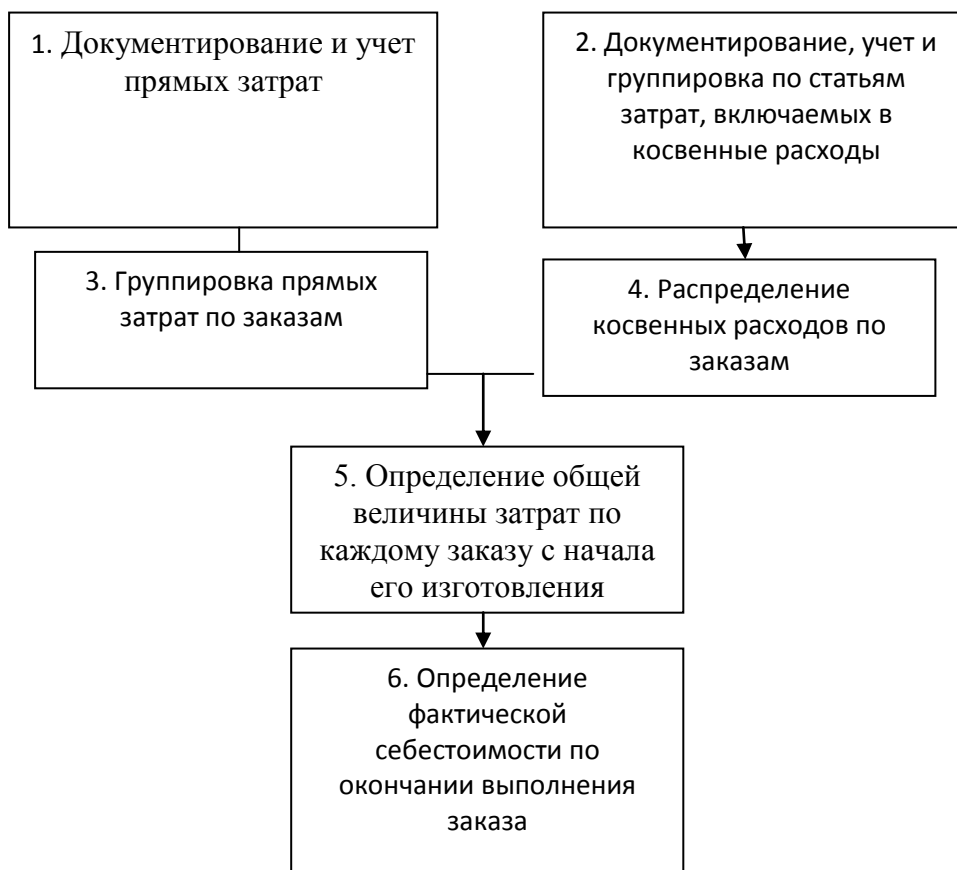 1. Документирование и учет
прямых затрат
2. Документирование, учет и
группировка по статьям
затрат, включаемых в
косвенные расходы
3. Группировка прямых
затрат по заказам
4. Распределение
косвенных расходов по
заказам
5. Определение общей
величины затрат по
каждому заказу с начала
его изготовления
6. Определение
фактической
себестоимости по
окончании выполнения
заказа